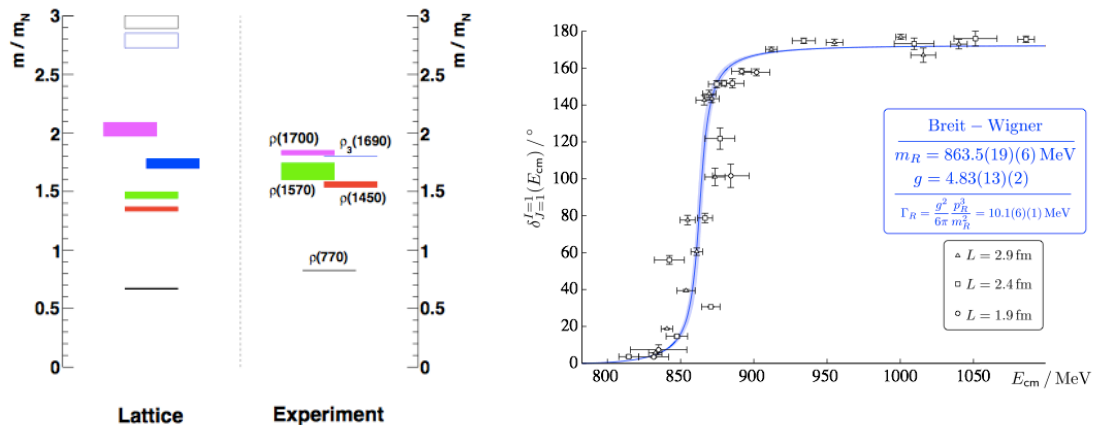 m / m_N
3
2.5
2
1.5
1
0.5
0
Lattice
ρ(1700)
ρ₃(1690)
ρ(1570)
ρ(1450)
ρ(770)
Experiment
3
2.5
2
1.5
1
0.5
0
m / m_N
δ^{I=1}_{J=1}(E_cm) / °
180
160
140
120
100
80
60
40
20
0
800
850
900
950
1000
1050
E_cm / MeV
Breit – Wigner
m_R = 863.5(19)(6) MeV
g = 4.83(13)(2)
Γ_R = g²/6π p³_R/m²_R = 10.1(6)(1) MeV
L = 2.9 fm
L = 2.4 fm
L = 1.9 fm